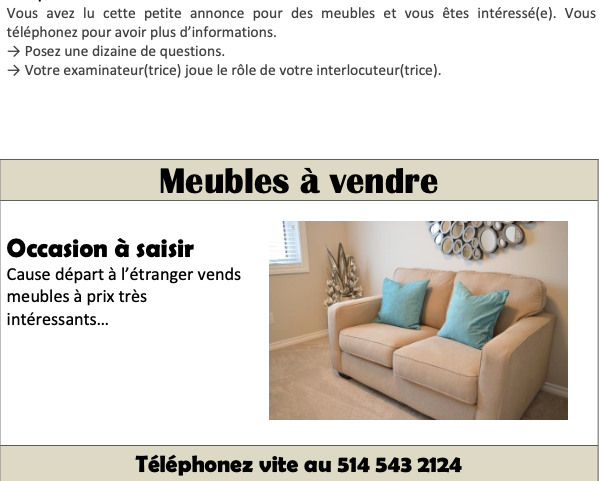 Vous avez lu cette petite annonce pour des meubles et vous êtes intéressé(e). Vous
téléphonez pour avoir plus d’informations.
→ Posez une dizaine de questions.
→ Votre examinateur(trice) joue le rôle de votre interlocuteur(trice).
Meubles à vendre
Occasion à saisir
Cause départ à l’étranger vends
meubles à prix très
intéressants…
Téléphonez vite au 514 543 2124